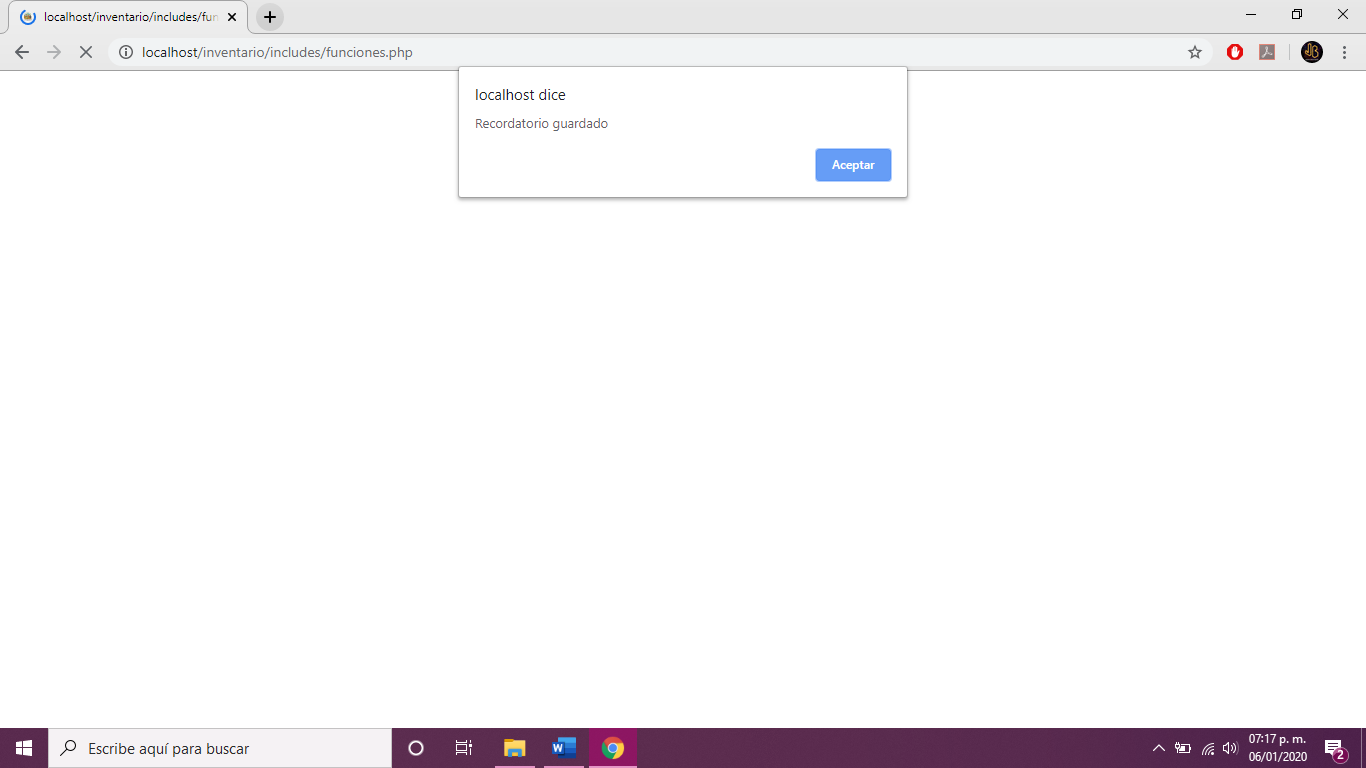 localhost/inventario/includes/fun
localhost/inventario/includes/funciones.php
localhost dice
Recordatorio guardado
Aceptar
Escribe aquí para buscar
07:17 p. m.
06/01/2020
2